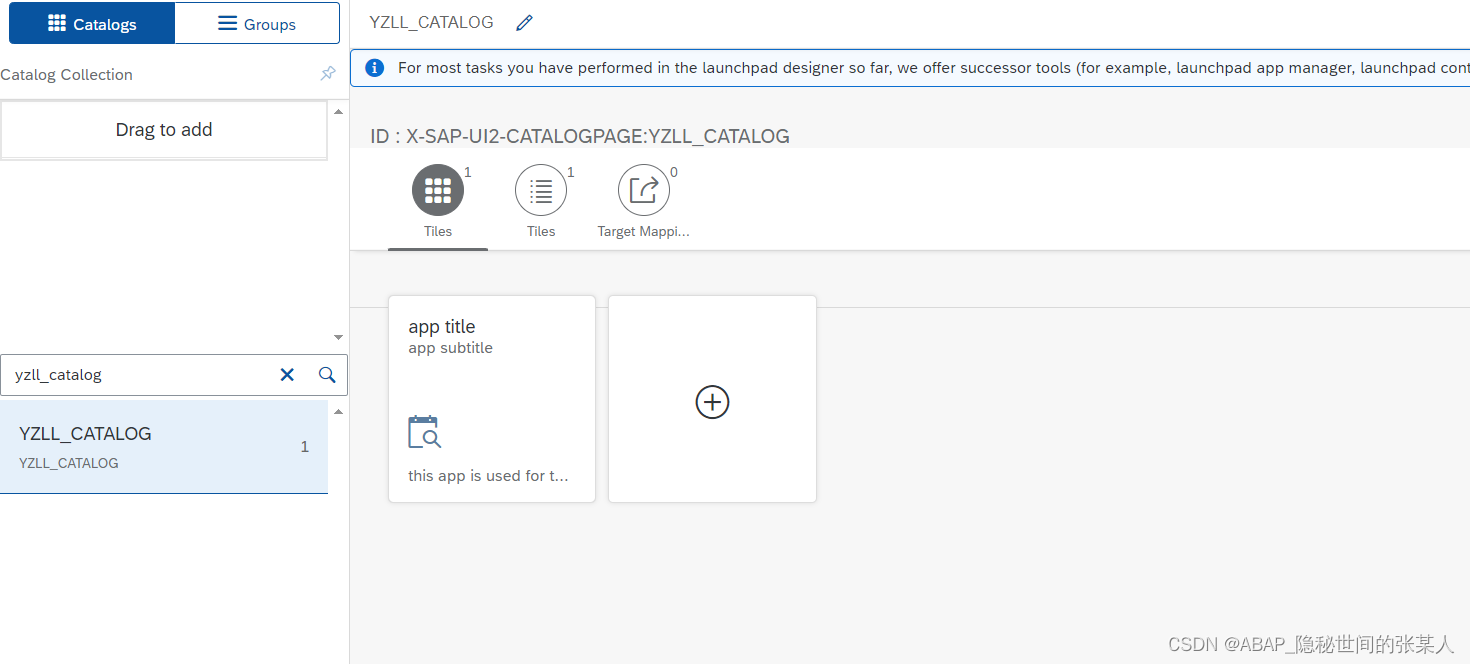 Catalogs
Groups
YZLL_CATALOG
Catalog Collection
For most tasks you have performed in the launchpad designer so far, we offer successor tools (for example, launchpad app manager, launchpad cont
Drag to add
ID : X-SAP-UI2-CATALOGPAGE:YZLL_CATALOG
1
1
0
Tiles
Tiles
Target Mappi...
app title
app subtitle
this app is used for t...
yzll_catalog
YZLL_CATALOG
1
YZLL_CATALOG
CSDN @ABAP_隐秘世间的张某人